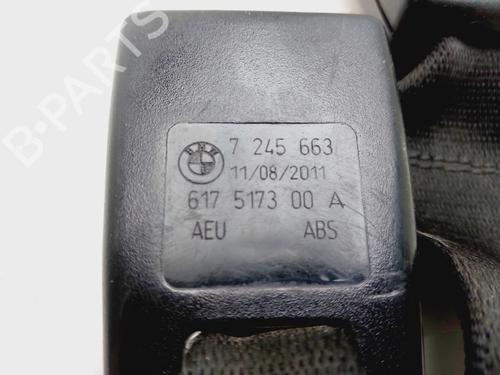 B-PARTS
BMW
7 245 663
11/08/2011
617 5173 00 A
AEU ABS